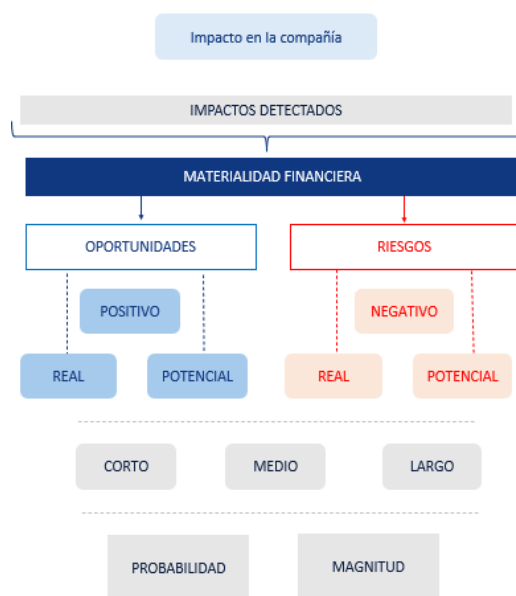 Impacto en la compañía
IMPACTOS DETECTADOS
MATERIALIDAD FINANCIERA
OPORTUNIDADES
RIESGOS
POSITIVO
NEGATIVO
REAL
POTENCIAL
REAL
POTENCIAL
CORTO
MEDIO
LARGO
PROBABILIDAD
MAGNITUD